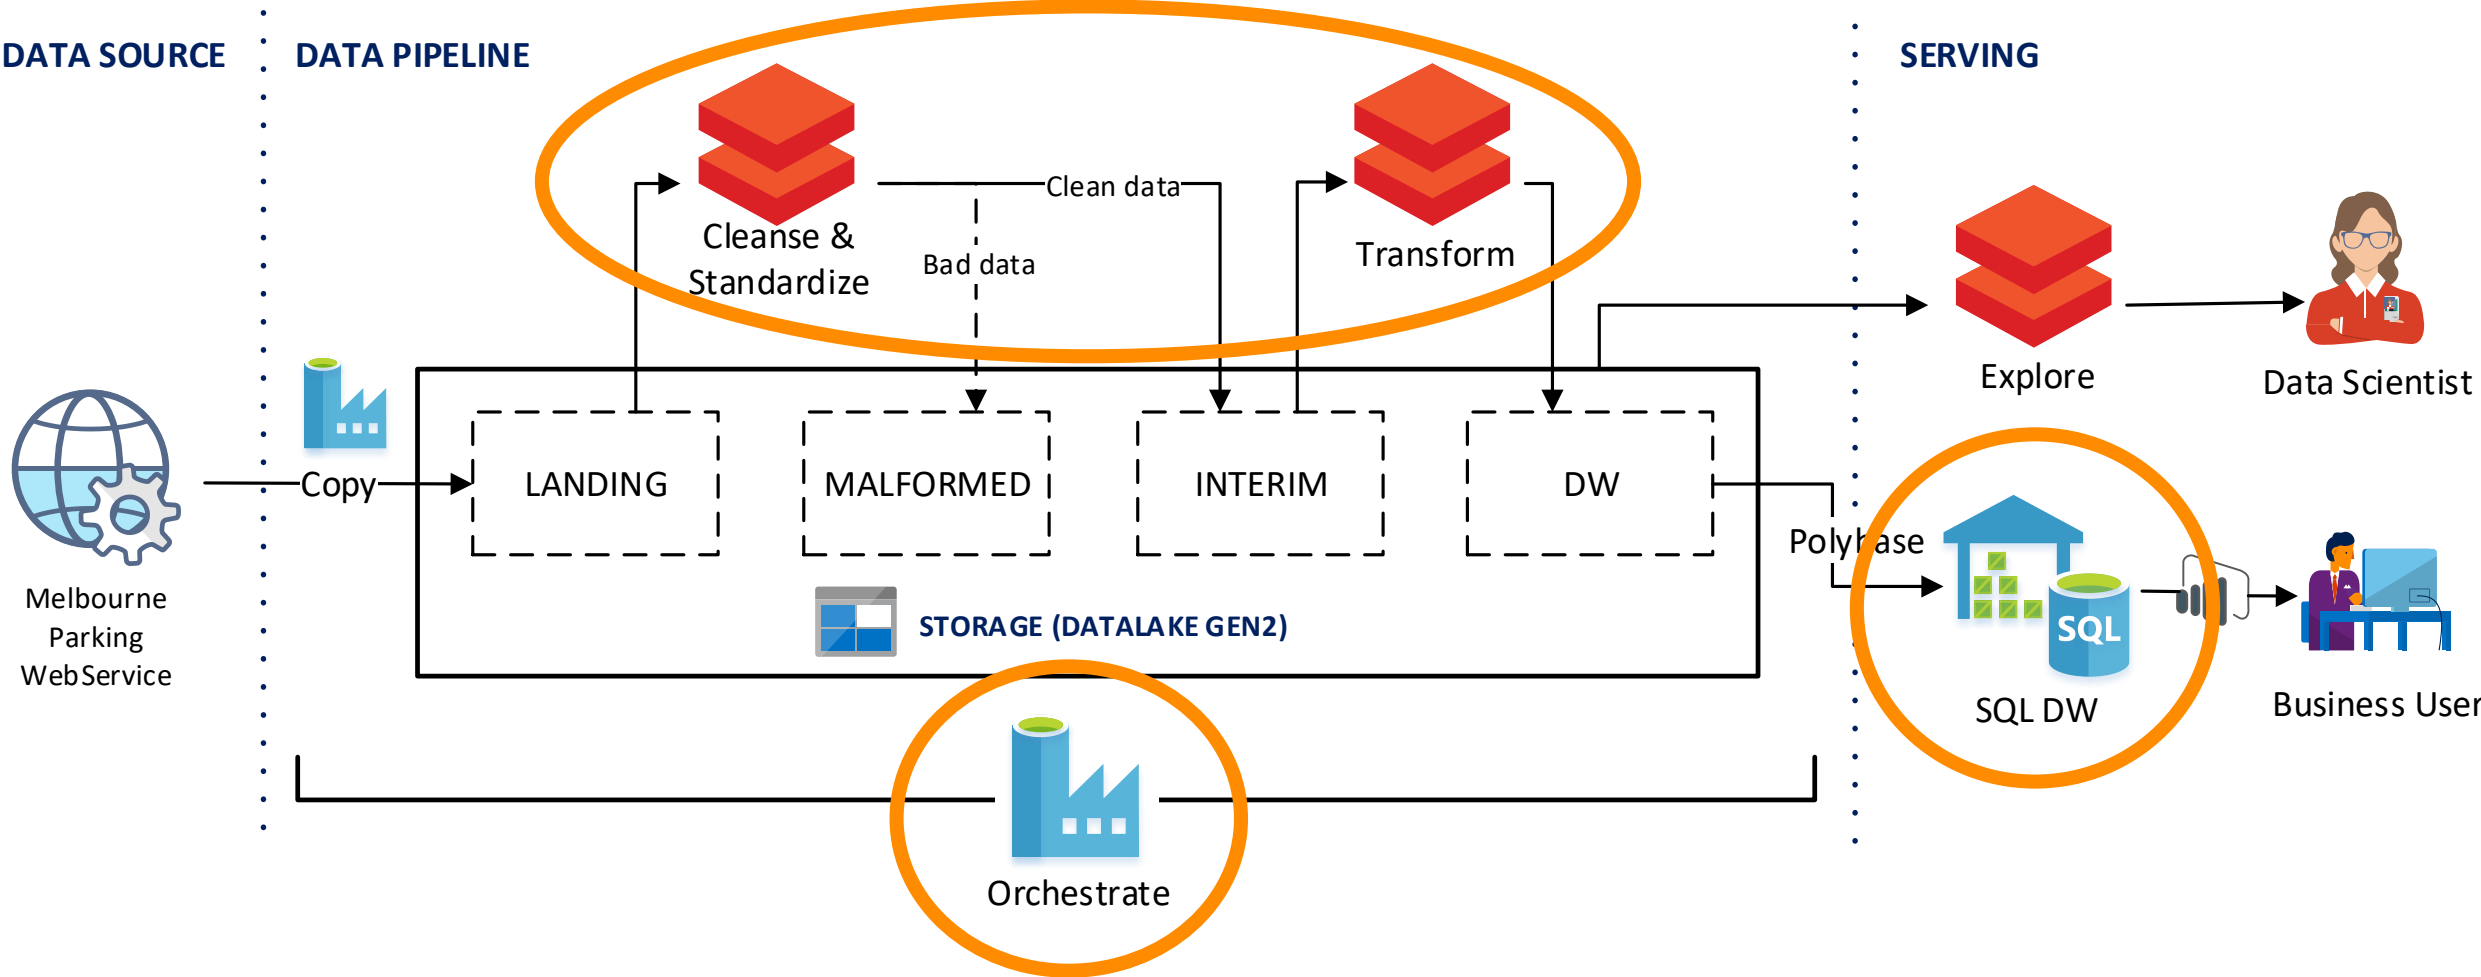 DATA SOURCE
DATA PIPELINE
SERVING
Cleanse &
Standardize
Clean data
Bad data
Transform
Explore
Data Scientist
Copy
LANDING
MALFORMED
INTERIM
DW
Polybase
STORAGE (DATALAKE GEN2)
Melbourne
Parking
WebService
SQL
SQL DW
Business User
Orchestrate